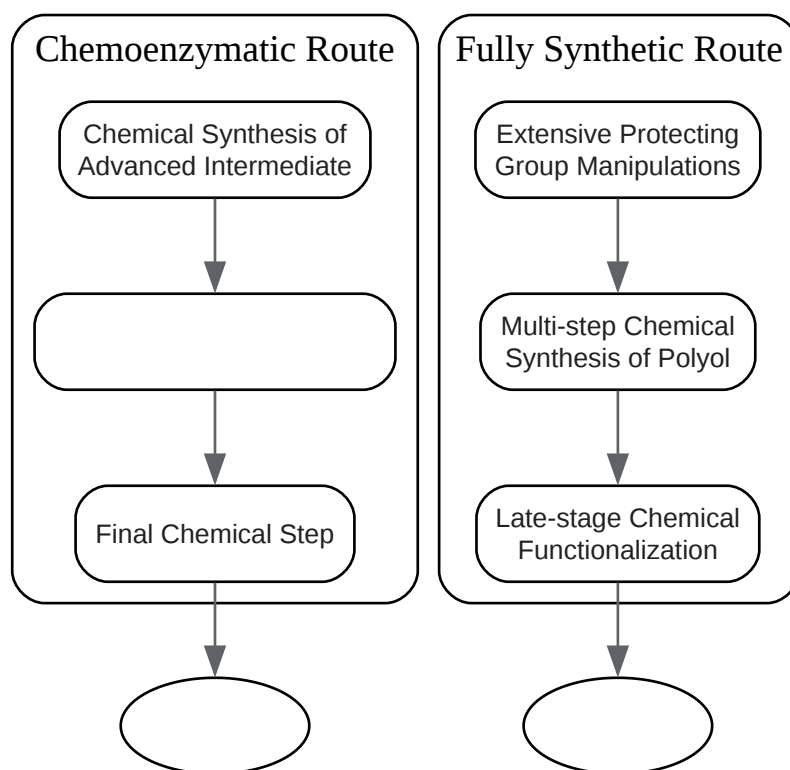 Chemoenzymatic Route
Chemical Synthesis of
Advanced Intermediate
Final Chemical Step
Fully Synthetic Route
Extensive Protecting
Group Manipulations
Multi-step Chemical
Synthesis of Polyol
Late-stage Chemical
Functionalization